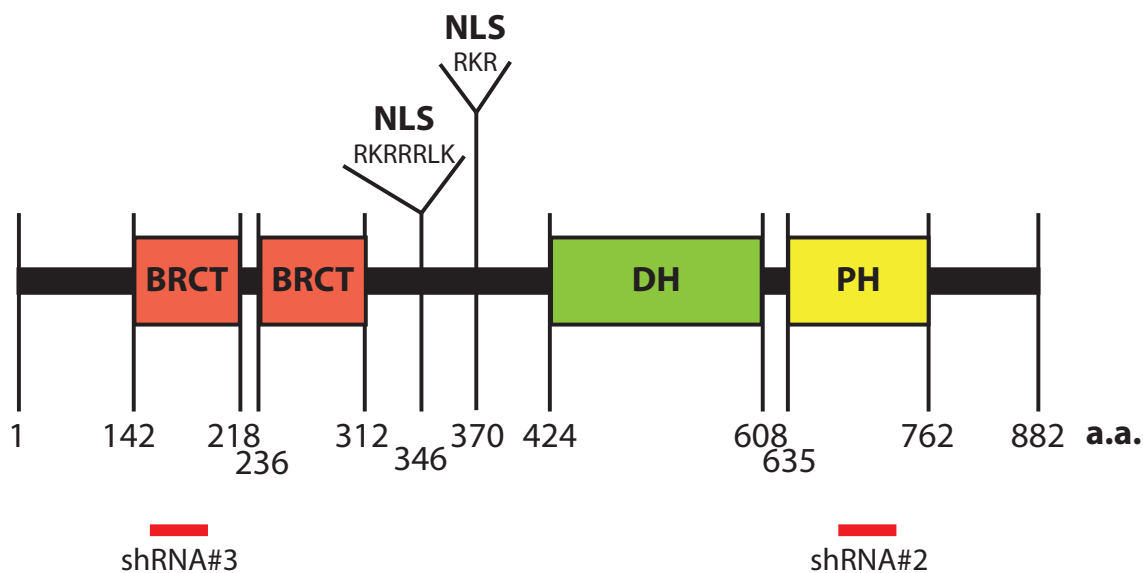 NLS
RKR
NLS
RKRRRLK
BRCT BRCT DH PH
1 142 218 236 312 346 370 424 608 635 762 882 a.a.
shRNA#3 shRNA#2